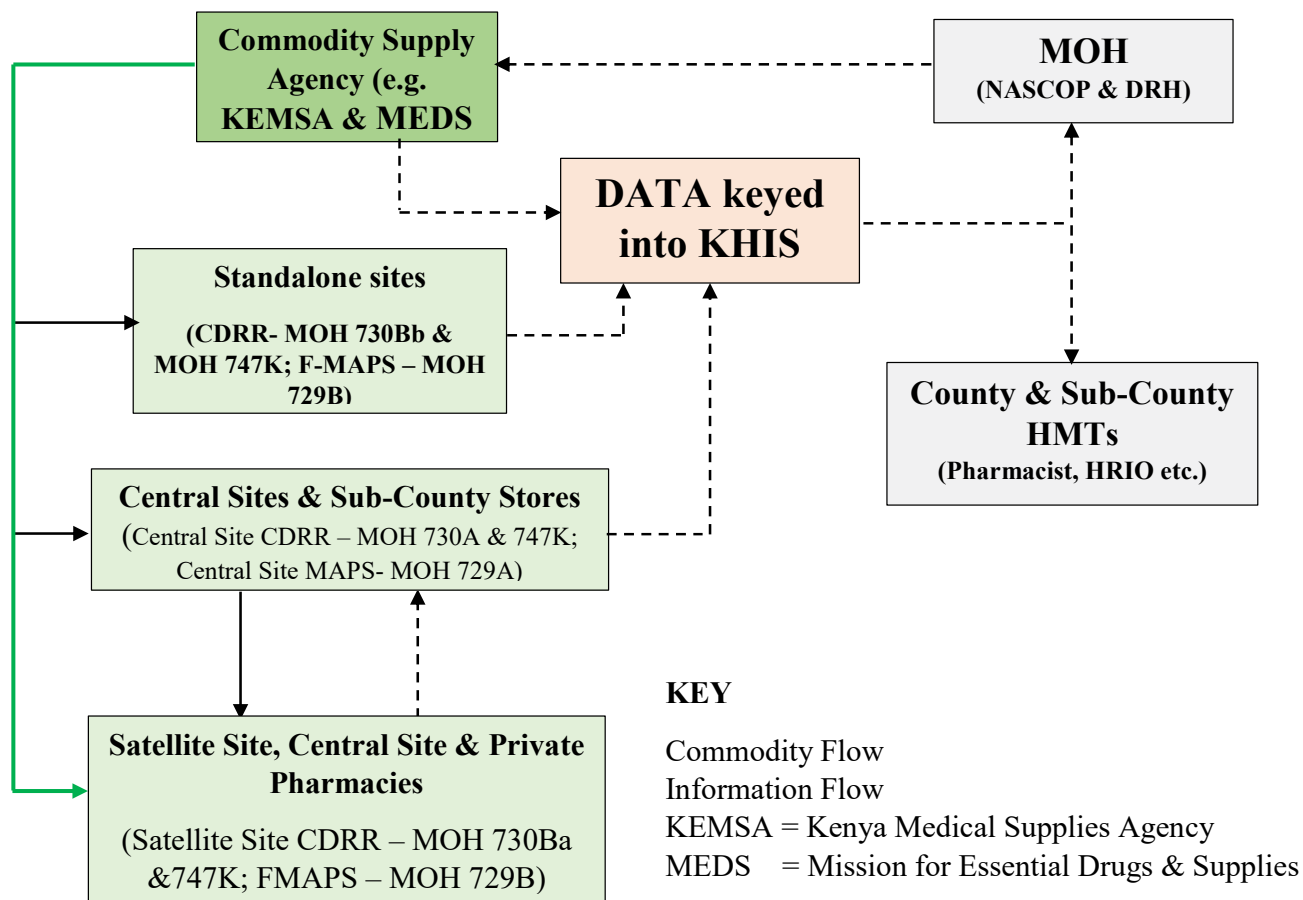 Commodity Supply
Agency (e.g.
KEMSA & MEDS
MOH
(NASCOP & DRH)
DATA keyed
into KHIS
Standalone sites
(CDRR- MOH 730Bb &
MOH 747K; F-MAPS – MOH
729B)
County & Sub-County
HMTs
(Pharmacist, HRIO etc.)
Central Sites & Sub-County Stores
(Central Site CDRR – MOH 730A & 747K;
Central Site MAPS- MOH 729A)
Satellite Site, Central Site & Private
Pharmacies
(Satellite Site CDRR – MOH 730Ba
&747K; FMAPS – MOH 729B)
KEY
Commodity Flow
Information Flow
KEMSA = Kenya Medical Supplies Agency
MEDS = Mission for Essential Drugs & Supplies